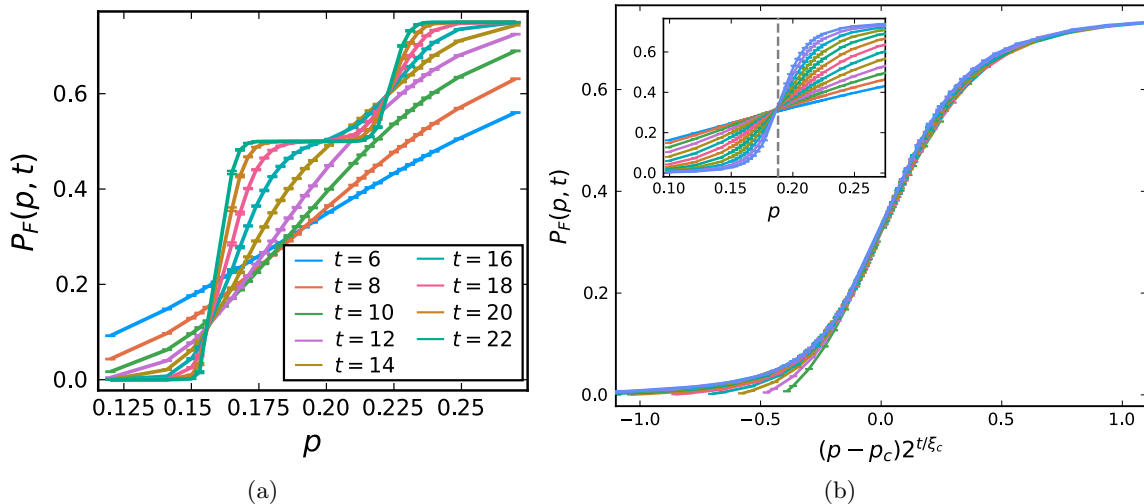 P_F(p, t)
0.6
0.4
0.2
0.0
0.125
0.15
0.175
0.20
0.225
0.25
p
t = 6
t = 8
t = 10
t = 12
t = 14
t = 16
t = 18
t = 20
t = 22
(a)
P_F(p, t)
0.6
0.4
0.2
0.0
−1.0
−0.5
0.0
0.5
1.0
(p − p_c)2^{t/ξ_c}
0.6
0.4
0.2
0.0
0.10
0.15
0.20
0.25
p
(b)